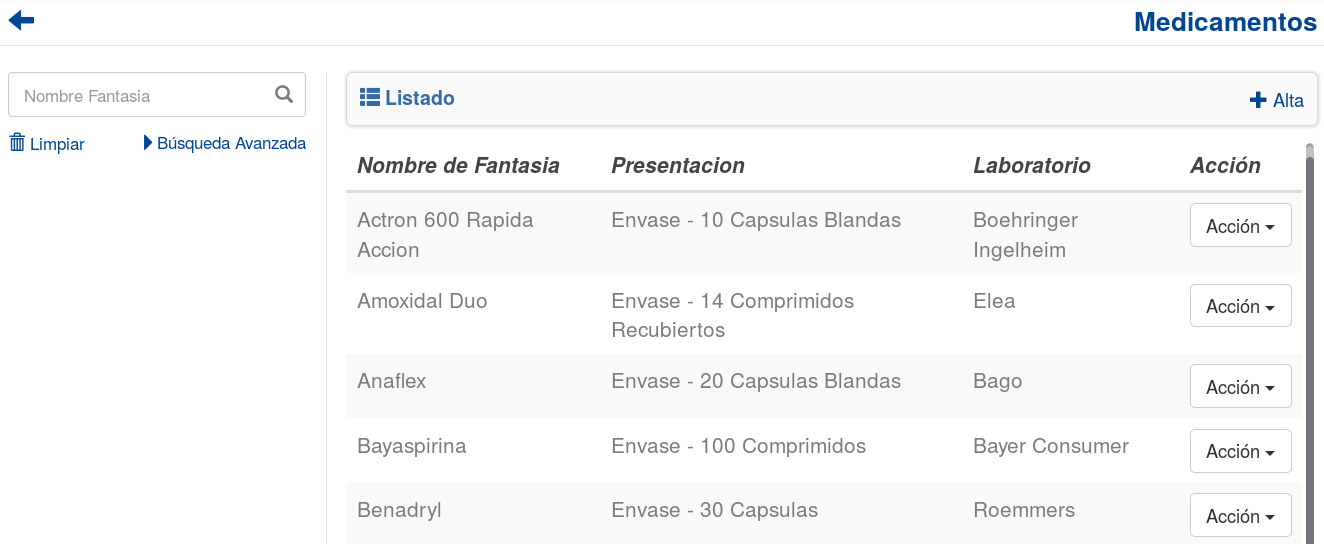 Medicamentos
Nombre Fantasia
Limpiar
Búsqueda Avanzada
Listado
Alta
Nombre de Fantasia Presentacion Laboratorio Acción
Actron 600 Rapida Envase - 10 Capsulas Blandas Boehringer Acción
Accion Ingelheim
Amoxidal Duo Envase - 14 Comprimidos Elea Acción
Recubiertos
Anaflex Envase - 20 Capsulas Blandas Bago Acción
Bayaspirina Envase - 100 Comprimidos Bayer Consumer Acción
Benadryl Envase - 30 Capsulas Roemmers Acción